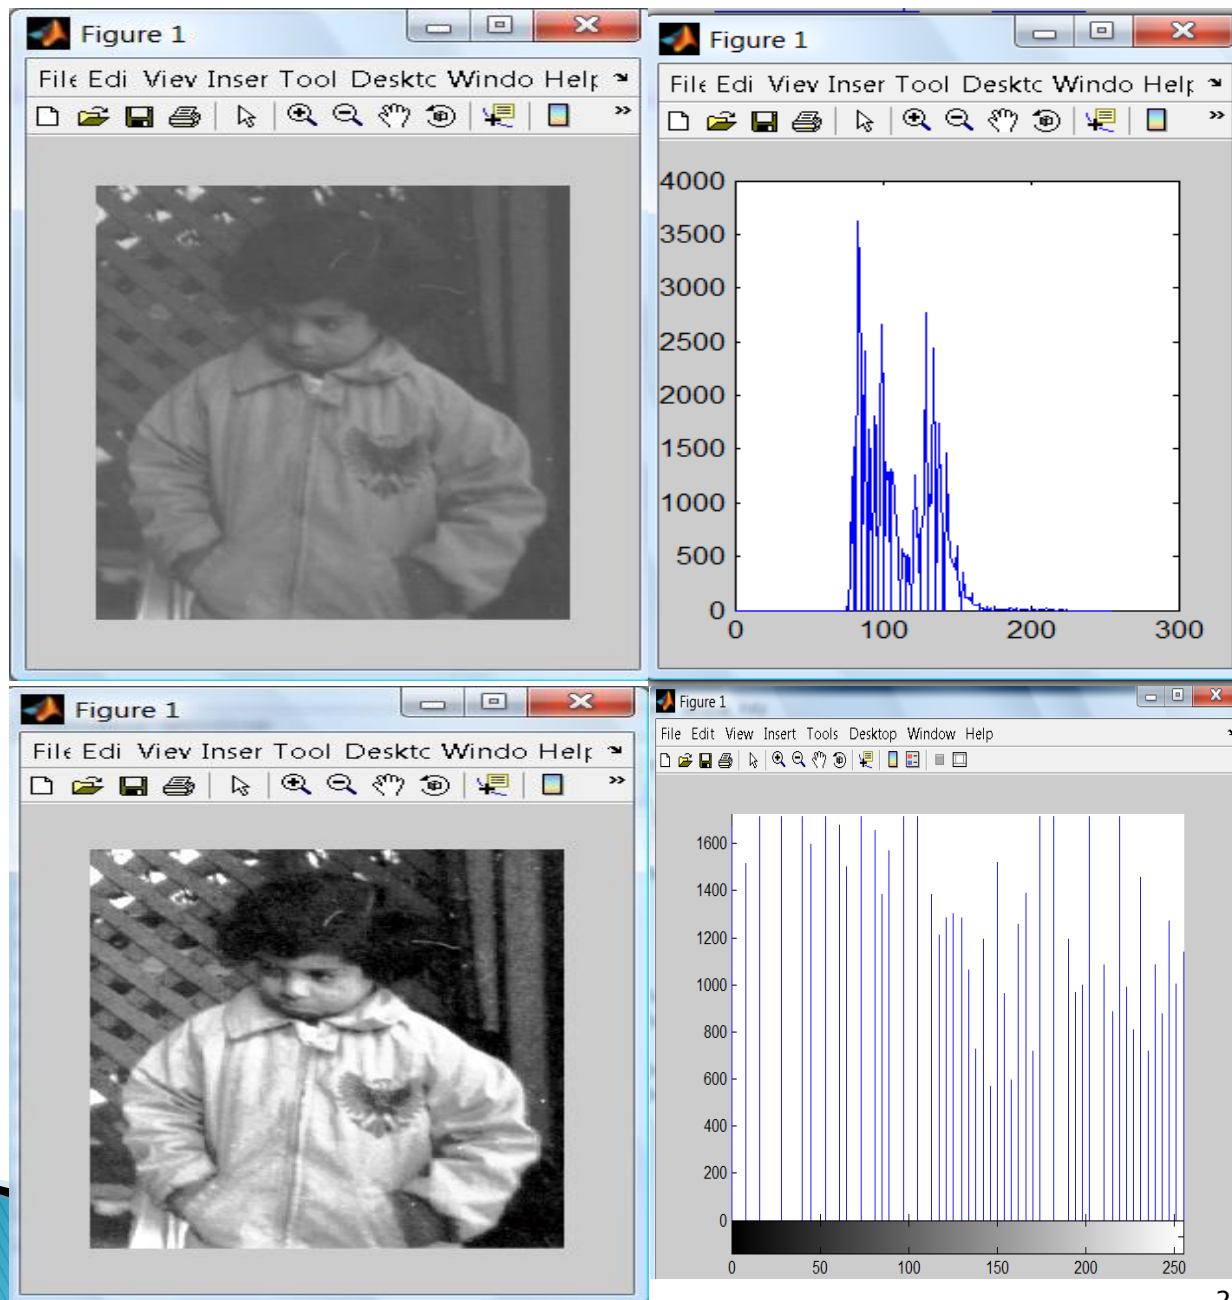 Figure 1
File Edi Viev Inser Tool Desktc Windo Help
Figure 1
File Edi Viev Inser Tool Desktc Windo Help
4000
3500
3000
2500
2000
1500
1000
500
0
0 100 200 300
Figure 1
File Edi Viev Inser Tool Desktc Windo Help
Figure 1
File Edit View Insert Tools Desktop Window Help
1600
1400
1200
1000
800
600
400
200
0
0 50 100 150 200 250